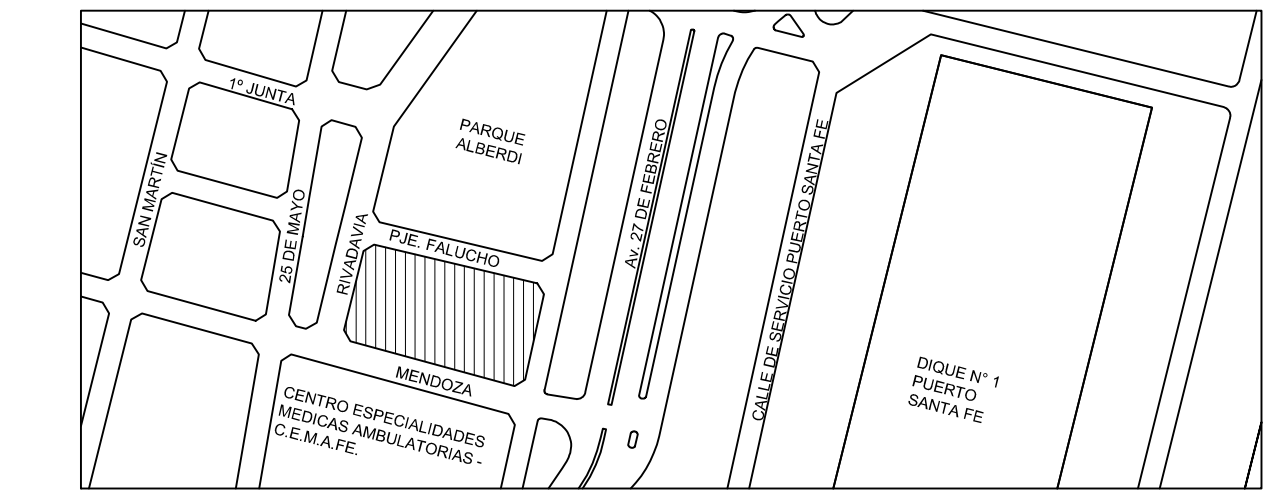 1º JUNTA
PARQUE
ALBERDI
SAN MARTÍN
25 DE MAYO
RIVADAVIA
PJE. FALUCHO
Av. 27 DE FEBRERO
CALLE DE SERVICIO PUERTO SANTA FE
MENDOZA
CENTRO ESPECIALIDADES
MEDICAS AMBULATORIAS -
C.E.M.A.FE.
DIQUE N° 1
PUERTO
SANTA FE